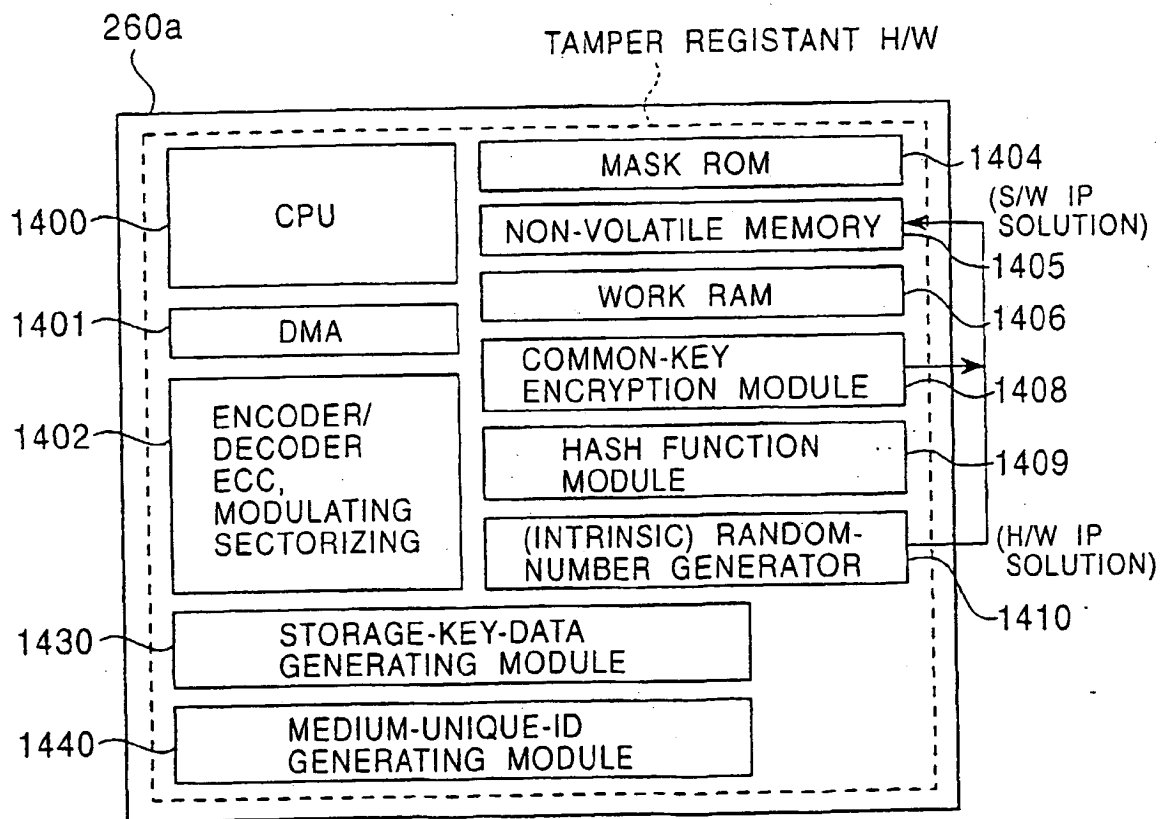 260a
TAMPER REGISTANT H/W
1400
CPU
1401
DMA
1402
ENCODER/
DECODER
ECC,
MODULATING
SECTORIZING
MASK ROM
1404
(S/W IP
SOLUTION)
NON-VOLATILE MEMORY
1405
WORK RAM
1406
COMMON-KEY
ENCRYPTION MODULE
1408
HASH FUNCTION
MODULE
1409
(INTRINSIC) RANDOM-
NUMBER GENERATOR
(H/W IP
SOLUTION)
1410
1430
STORAGE-KEY-DATA
GENERATING MODULE
1440
MEDIUM-UNIQUE-ID
GENERATING MODULE